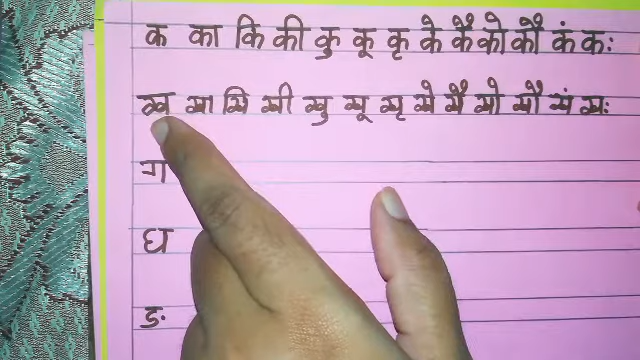 क का कि की कु कू कृ के कै को कौ कं कः
ख खा खि खी खु खू खृ खे खै खो खौ खं खः
ग
घ
ङ